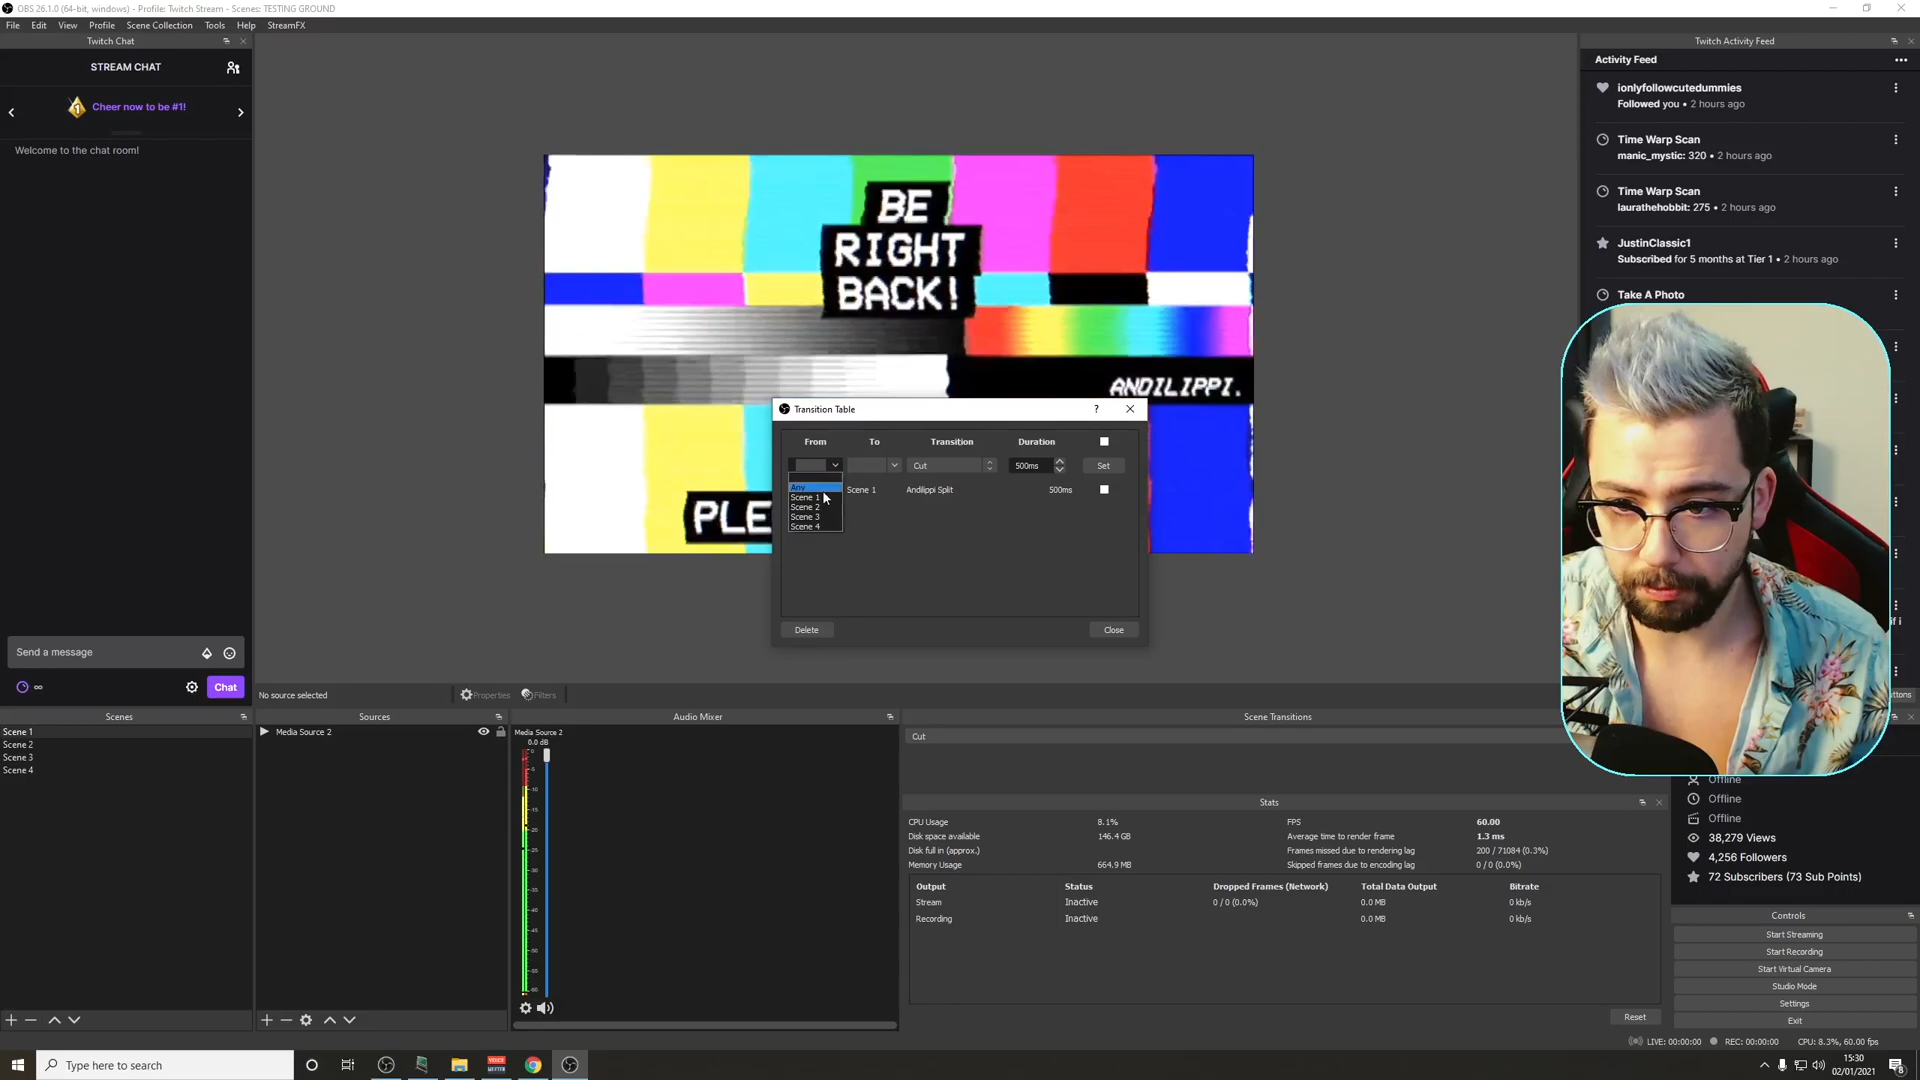 OBS 26.1.0 (64-bit, windows) - Profile: Twitch Stream - Scenes: TESTING GROUND
File Edit View Profile Scene Collection Tools Help StreamFX
Twitch Chat
STREAM CHAT
Cheer now to be #1!
Welcome to the chat room!
Send a message
Chat
BE
RIGHT
BACK!
ANDILIPPI.
PLE
Transition Table
?
From To Transition Duration
Cut 500ms Set
Any
Scene 1
Scene 2
Scene 3
Scene 4
Scene 1 Andilippi Split 500ms
Delete Close
Twitch Activity Feed
Activity Feed
ionlyfollowcutedummies
Followed you • 2 hours ago
Time Warp Scan
manic_mystic: 320 • 2 hours ago
Time Warp Scan
laurathehobbit: 275 • 2 hours ago
JustinClassic1
Subscribed for 5 months at Tier 1 • 2 hours ago
Take A Photo
No source selected Properties Filters
Scenes
Scene 1
Scene 2
Scene 3
Scene 4
Sources
Media Source 2
Audio Mixer
Media Source 2
0.0 dB
Scene Transitions
Cut
Stats
CPU Usage 8.1%
Disk space available 146.4 GB
Disk full in (approx.)
Memory Usage 664.9 MB
FPS 60.00
Average time to render frame 1.3 ms
Frames missed due to rendering lag 200 / 71084 (0.3%)
Skipped frames due to encoding lag 0 / 0 (0.0%)
Output Status Dropped Frames (Network) Total Data Output Bitrate
Stream Inactive 0 / 0 (0.0%) 0.0 MB 0 kb/s
Recording Inactive 0.0 MB 0 kb/s
Reset
Offline
Offline
Offline
38,279 Views
4,256 Followers
72 Subscribers (73 Sub Points)
Controls
Start Streaming
Start Recording
Start Virtual Camera
Studio Mode
Settings
Exit
LIVE: 00:00:00 REC: 00:00:00 CPU: 8.3%, 60.00 fps
Type here to search
15:30
02/01/2021